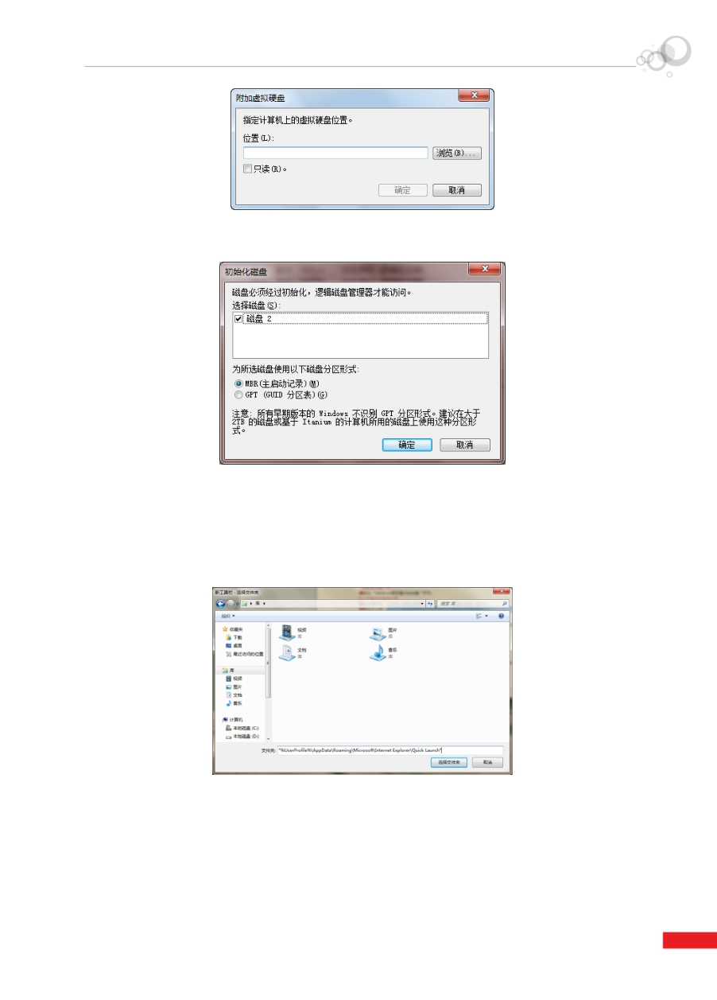 附加虚拟硬盘
指定计算机上的虚拟硬盘位置。
位置(L):
浏览(B)...
只读(R)。
确定 取消
初始化磁盘
磁盘必须经过初始化，逻辑磁盘管理器才能访问。
选择磁盘(S):
磁盘 2
为所选磁盘使用以下磁盘分区形式:
MBR(主启动记录)(M)
GPT (GUID 分区表)(G)
注意: 所有早期版本的 Windows 不识别 GPT 分区形式。建议在大于
2TB 的磁盘或基于 Itanium 的计算机所用的磁盘上使用这种分区形
式。
确定 取消
新工具栏 - 选择文件夹
库
搜索 库
组织
收藏夹
下载
桌面
最近访问的位置
库
视频
图片
文档
音乐
计算机
本地磁盘 (C:)
本地磁盘 (D:)
视频
库
图片
库
文档
库
音乐
库
文件夹: "%UserProfile%\AppData\Roaming\Microsoft\Internet Explorer\Quick Launch"
选择文件夹 取消